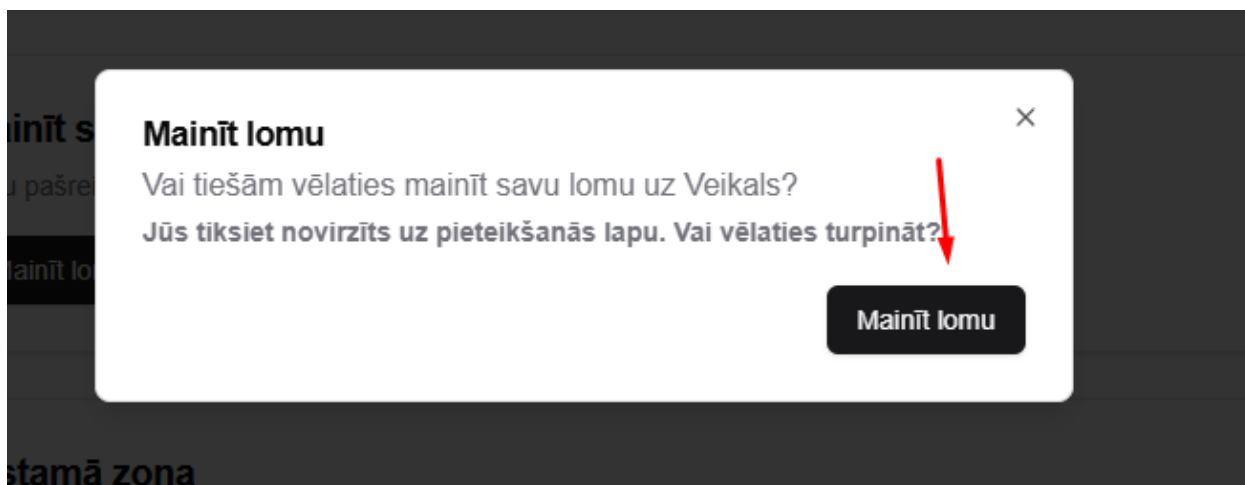 Mainīt lomu
Vai tiešām vēlaties mainīt savu lomu uz Veikals?
Jūs tiksiet novirzīts uz pieteikšanās lapu. Vai vēlaties turpināt?
Mainīt lomu
zona